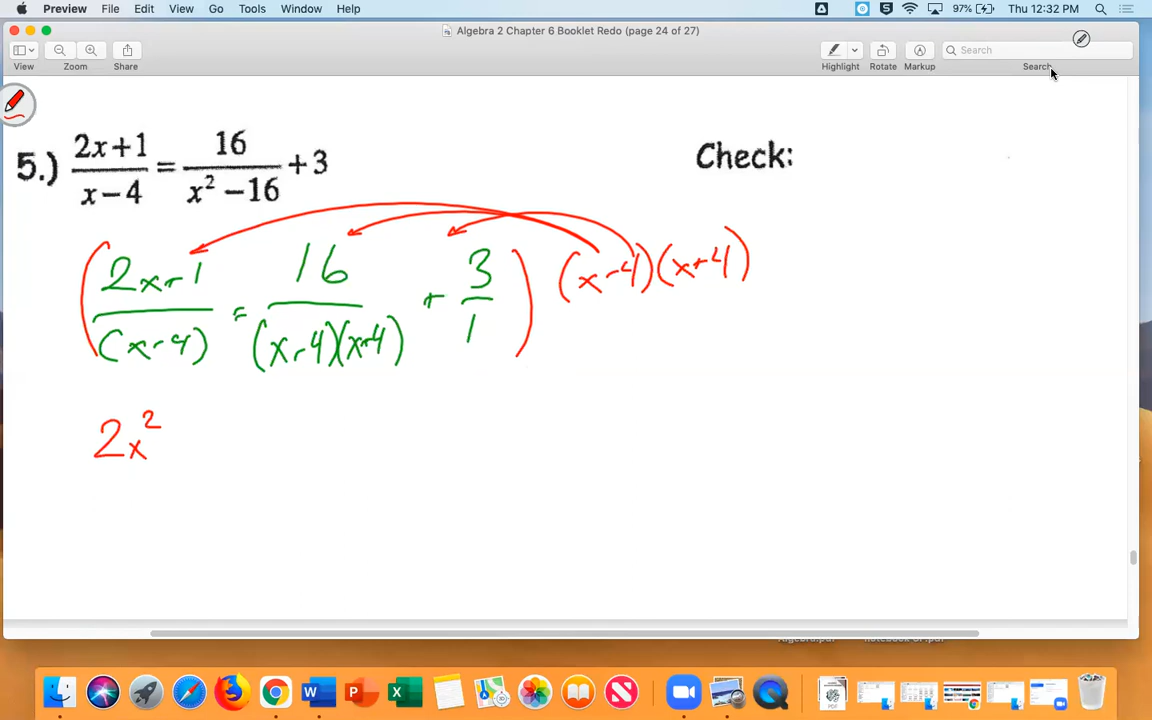 Preview File Edit View Go Tools Window Help 97% Thu 12:32 PM
Algebra 2 Chapter 6 Booklet Redo (page 24 of 27)
Search
View Zoom Share Highlight Rotate Markup Search
5.) (2x+1)/(x-4) = 16/(x² -16) +3
Check:
((2x+1)/(x-4) = 16/((x-4)(x+4)) + 3/1) (x-4)(x+4)
2x²